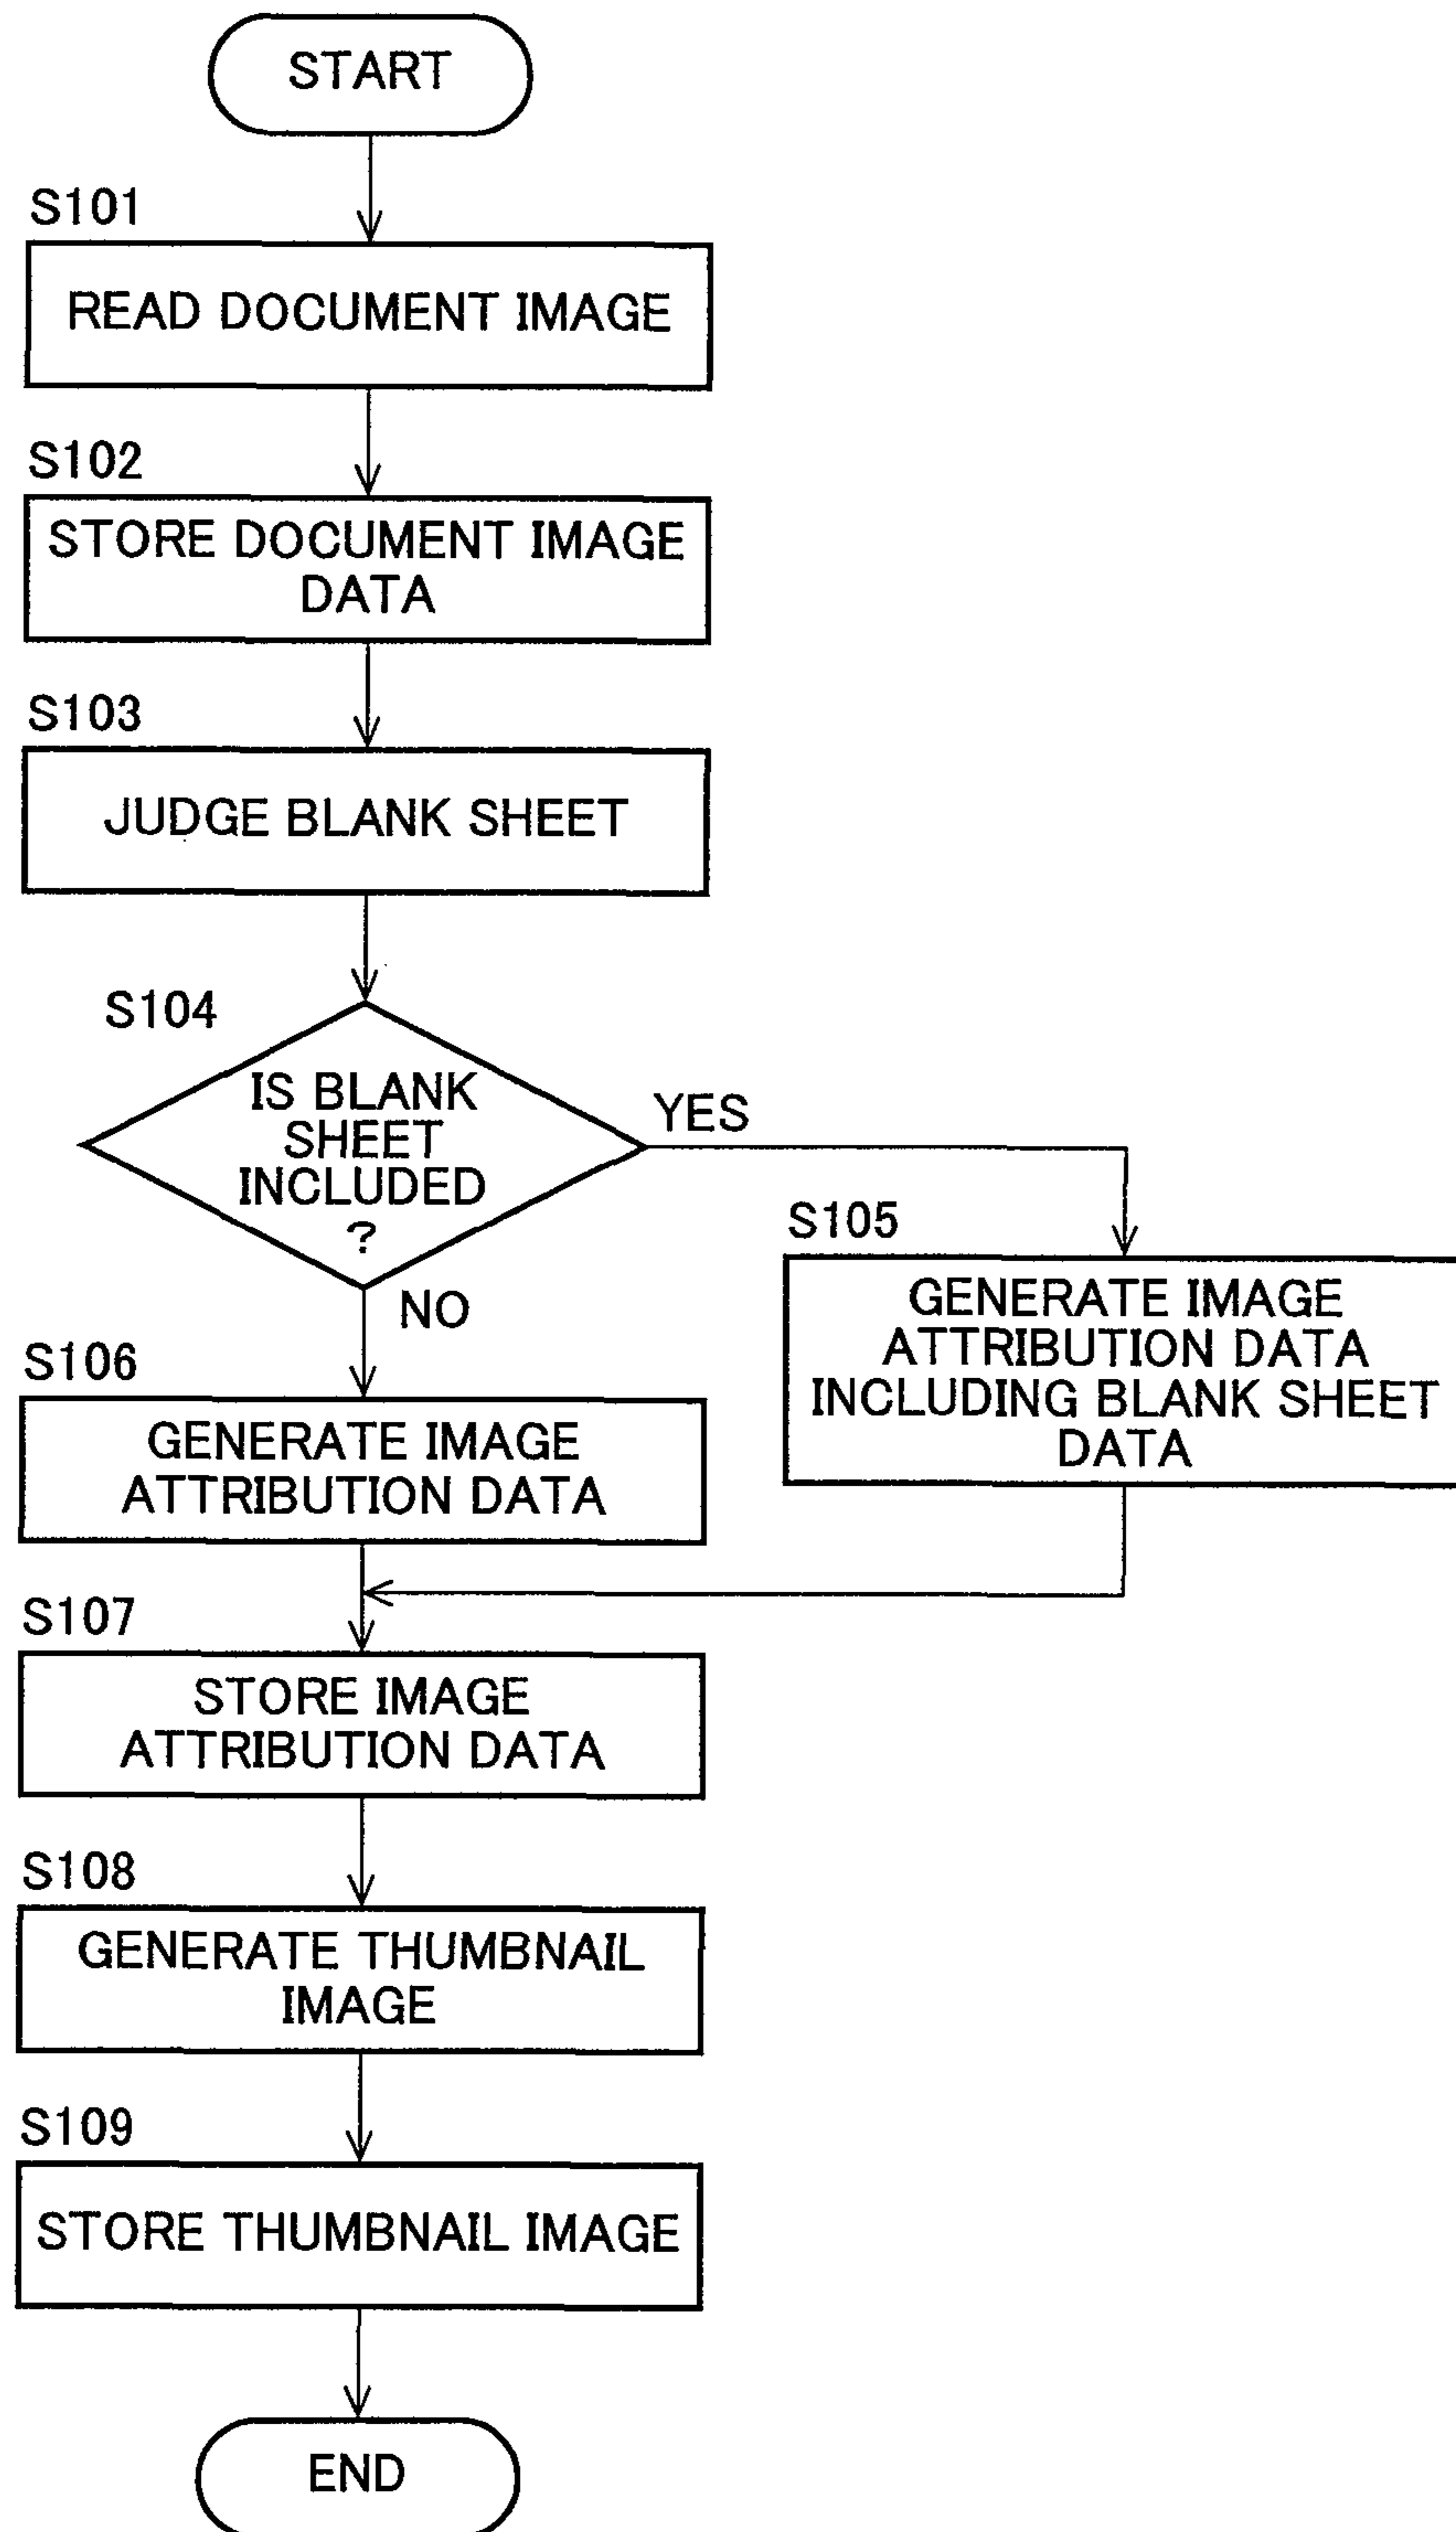 START
S101
READ DOCUMENT IMAGE
S102
STORE DOCUMENT IMAGE
DATA
S103
JUDGE BLANK SHEET
S104
IS BLANK
SHEET
INCLUDED
?
YES
NO
S105
GENERATE IMAGE
ATTRIBUTION DATA
INCLUDING BLANK SHEET
DATA
S106
GENERATE IMAGE
ATTRIBUTION DATA
S107
STORE IMAGE
ATTRIBUTION DATA
S108
GENERATE THUMBNAIL
IMAGE
S109
STORE THUMBNAIL IMAGE
END